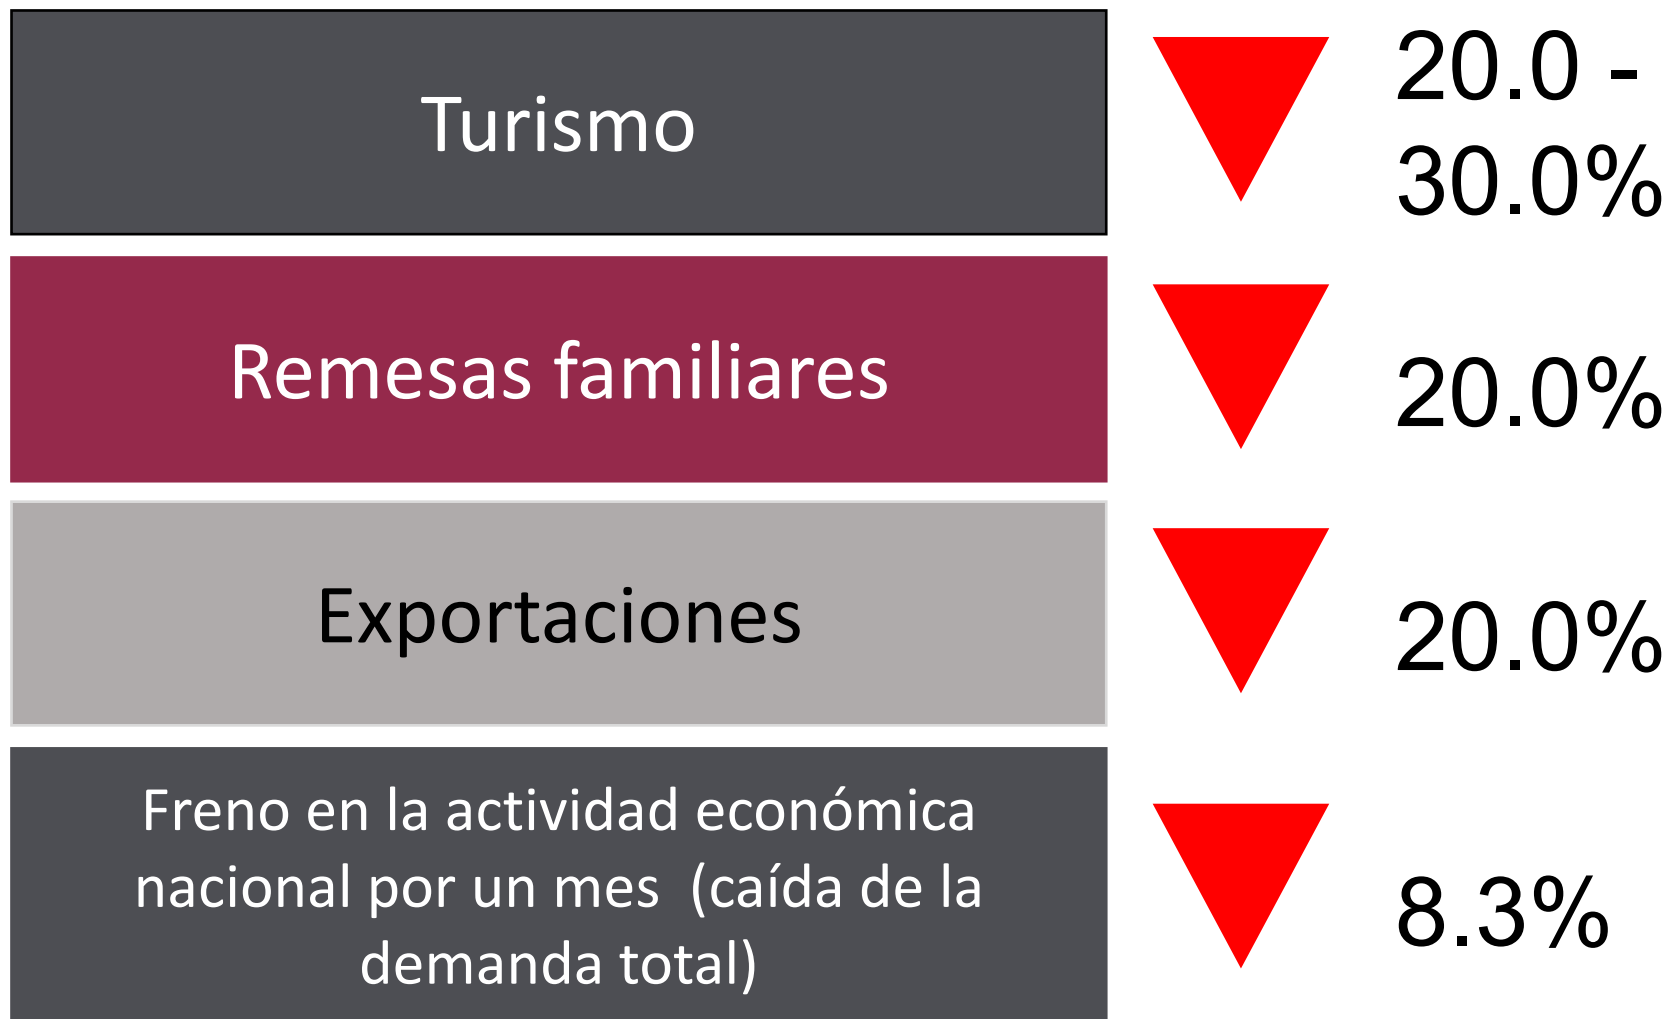 Turismo
20.0 -
30.0%
Remesas familiares
20.0%
Exportaciones
20.0%
Freno en la actividad económica
nacional por un mes  (caída de la
demanda total)
8.3%